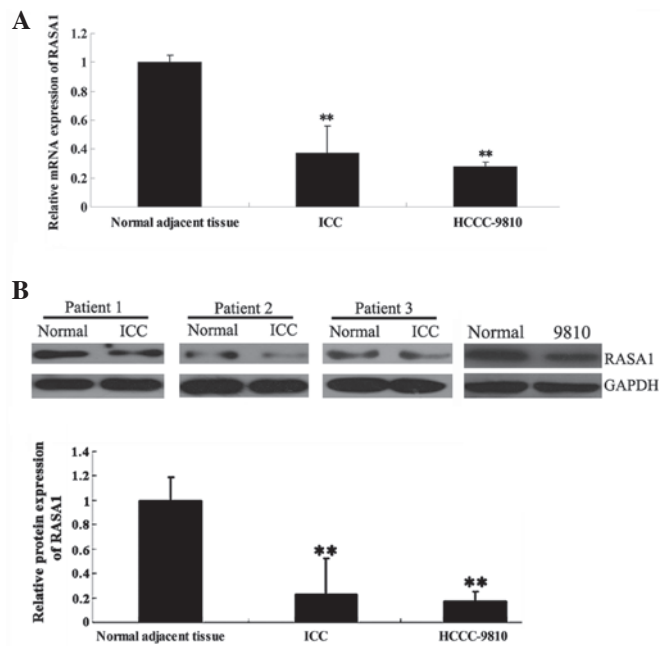 A
Relative mRNA expression of RASA1
1.2
1
0.8
0.6
0.4
0.2
0
**
**
Normal adjacent tissue ICC HCCC-9810
B
Patient 1 Patient 2 Patient 3
Normal ICC Normal ICC Normal ICC Normal 9810
RASA1
GAPDH
Relative protein expression
of RASA1
1.4
1.2
1
0.8
0.6
0.4
0.2
0
**
**
Normal adjacent tissue ICC HCCC-9810